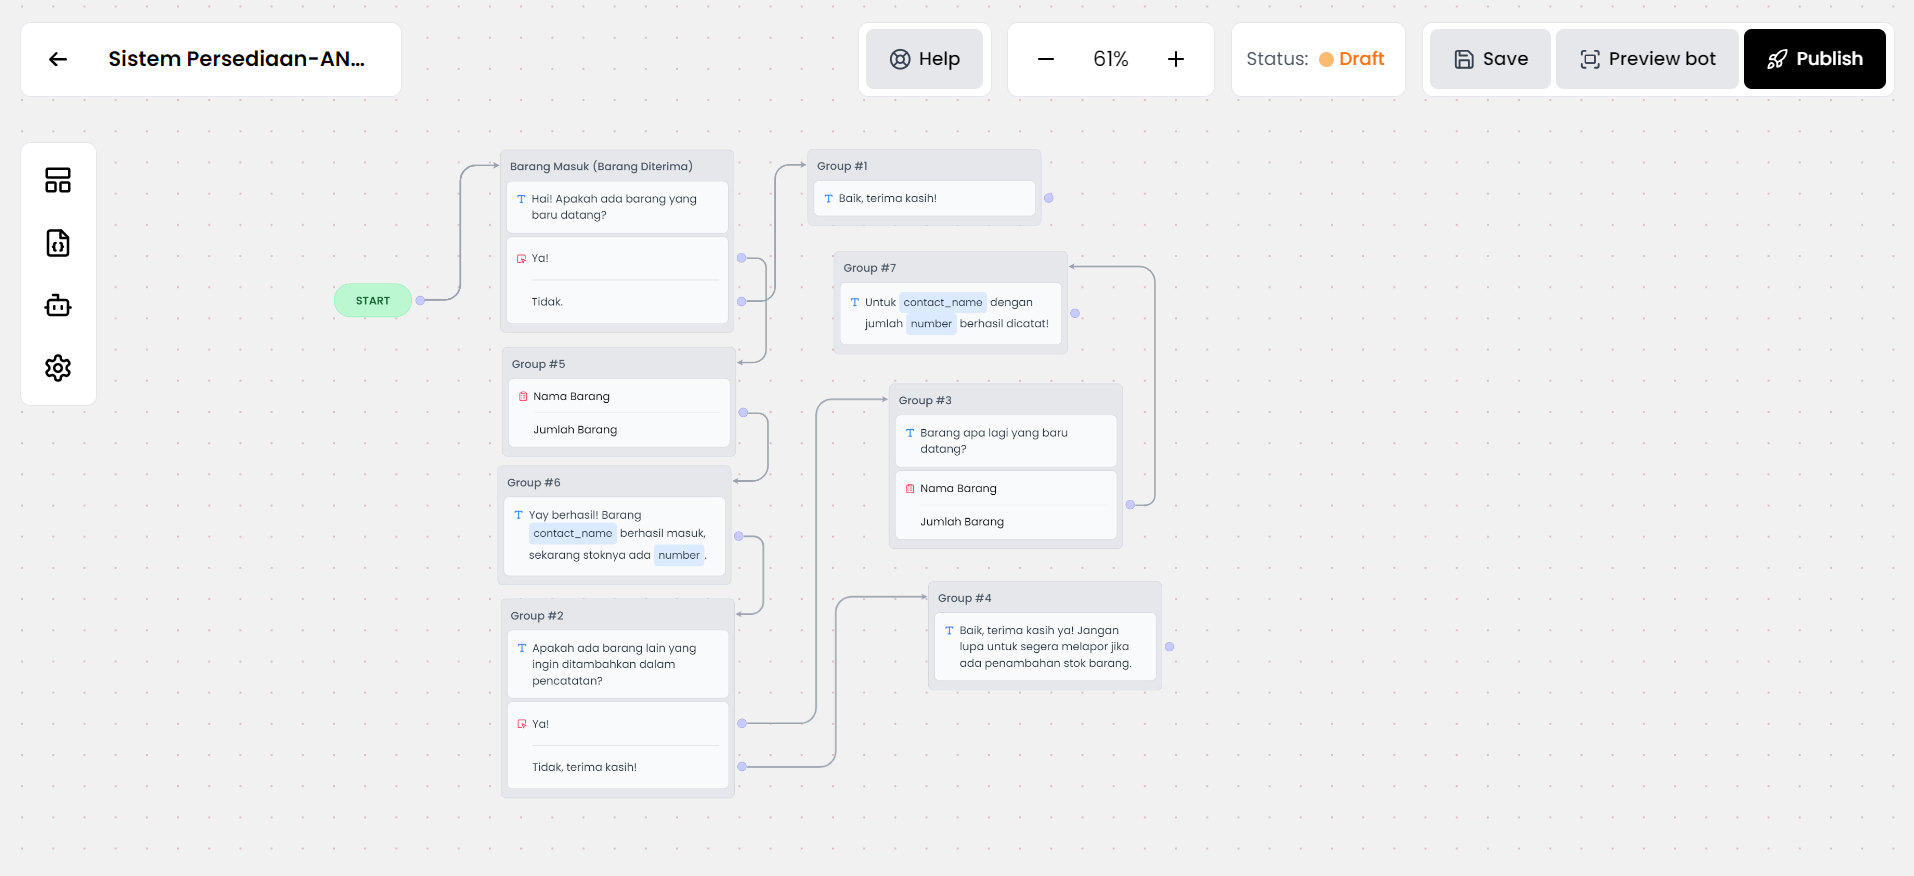 Sistem Persediaan-AN...
Help
61%
Status: Draft
Save
Preview bot
Publish
START
Barang Masuk (Barang Diterima)
Hai! Apakah ada barang yang
baru datang?
Ya!
Tidak.
Group #1
Baik, terima kasih!
Group #7
Untuk contact_name dengan
jumlah number berhasil dicatat!
Group #5
Nama Barang
Jumlah Barang
Group #3
Barang apa lagi yang baru
datang?
Nama Barang
Jumlah Barang
Group #6
Yay berhasil! Barang
contact_name berhasil masuk,
sekarang stoknya ada number .
Group #2
Apakah ada barang lain yang
ingin ditambahkan dalam
pencatatan?
Ya!
Tidak, terima kasih!
Group #4
Baik, terima kasih ya! Jangan
lupa untuk segera melapor jika
ada penambahan stok barang.